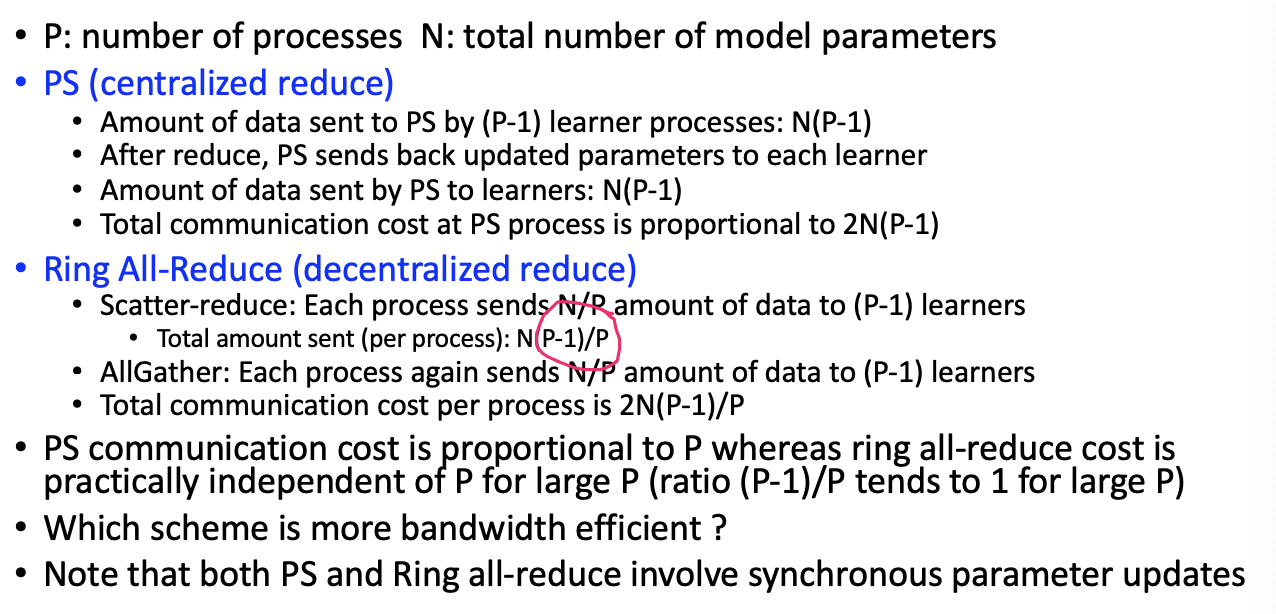 • P: number of processes  N: total number of model parameters
• PS (centralized reduce)
• Amount of data sent to PS by (P-1) learner processes: N(P-1)
• After reduce, PS sends back updated parameters to each learner
• Amount of data sent by PS to learners: N(P-1)
• Total communication cost at PS process is proportional to 2N(P-1)
• Ring All-Reduce (decentralized reduce)
• Scatter-reduce: Each process sends N/P amount of data to (P-1) learners
• Total amount sent (per process): N(P-1)/P
• AllGather: Each process again sends N/P amount of data to (P-1) learners
• Total communication cost per process is 2N(P-1)/P
• PS communication cost is proportional to P whereas ring all-reduce cost is
practically independent of P for large P (ratio (P-1)/P tends to 1 for large P)
• Which scheme is more bandwidth efficient ?
• Note that both PS and Ring all-reduce involve synchronous parameter updates